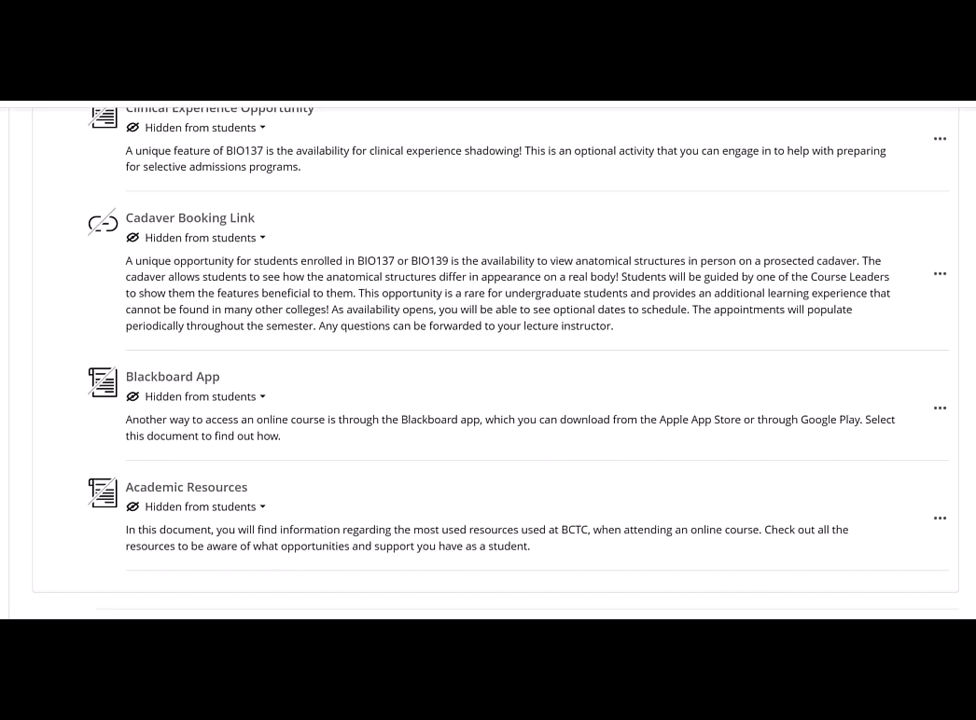 Clinical Experience Opportunity
Hidden from students
A unique feature of BIO137 is the availability for clinical experience shadowing! This is an optional activity that you can engage in to help with preparing
for selective admissions programs.
Cadaver Booking Link
Hidden from students
A unique opportunity for students enrolled in BIO137 or BIO139 is the availability to view anatomical structures in person on a prosected cadaver. The
cadaver allows students to see how the anatomical structures differ in appearance on a real body! Students will be guided by one of the Course Leaders
to show them the features beneficial to them. This opportunity is a rare for undergraduate students and provides an additional learning experience that
cannot be found in many other colleges! As availability opens, you will be able to see optional dates to schedule. The appointments will populate
periodically throughout the semester. Any questions can be forwarded to your lecture instructor.
Blackboard App
Hidden from students
Another way to access an online course is through the Blackboard app, which you can download from the Apple App Store or through Google Play. Select
this document to find out how.
Academic Resources
Hidden from students
In this document, you will find information regarding the most used resources used at BCTC, when attending an online course. Check out all the
resources to be aware of what opportunities and support you have as a student.